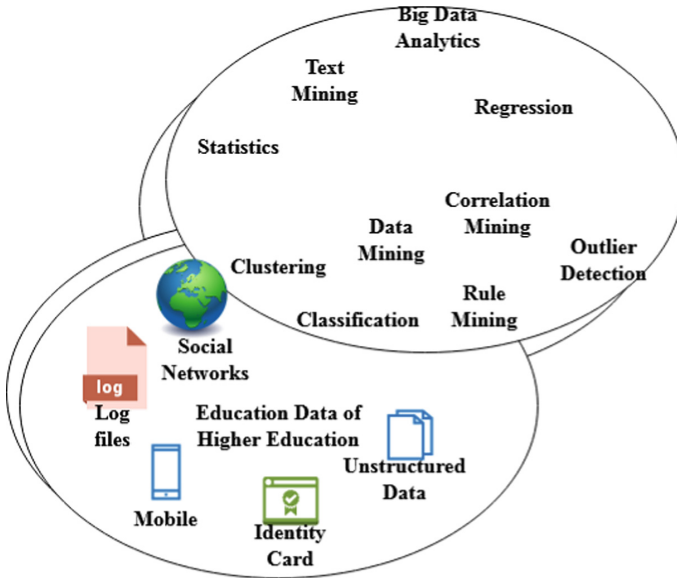 Big Data
Analytics
Text
Mining
Regression
Statistics
Correlation
Mining
Data
Mining
Outlier
Detection
Clustering
Rule
Mining
Classification
Social
Networks
log
Log
files
Education Data of
Higher Education
Unstructured
Data
Mobile
Identity
Card